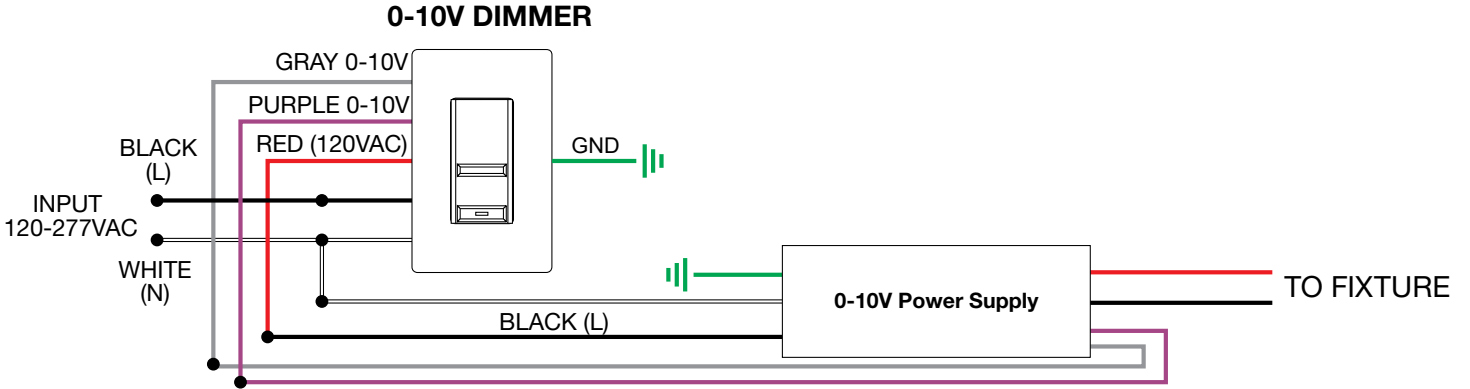 0-10V DIMMER
GRAY 0-10V
PURPLE 0-10V
RED (120VAC)
BLACK
(L)
INPUT
120-277VAC
WHITE
(N)
GND
0-10V Power Supply
TO FIXTURE
BLACK (L)